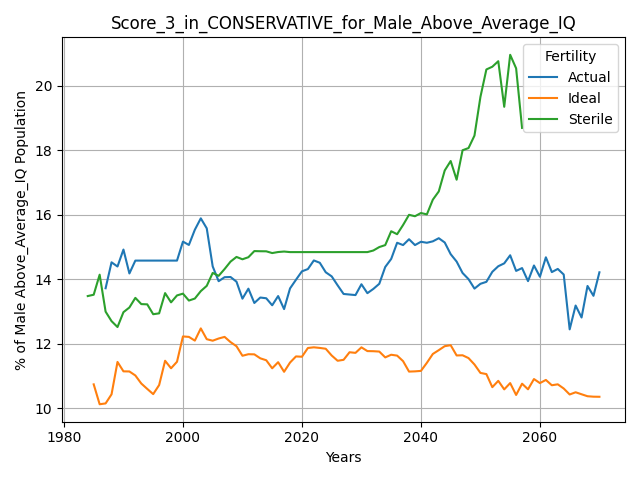 Score_3_in_CONSERVATIVE_for_Male_Above_Average_IQ
% of Male Above_Average_IQ Population
20
18
16
14
12
10
Fertility
Actual
Ideal
Sterile
1980 2000 2020 2040 2060
Years